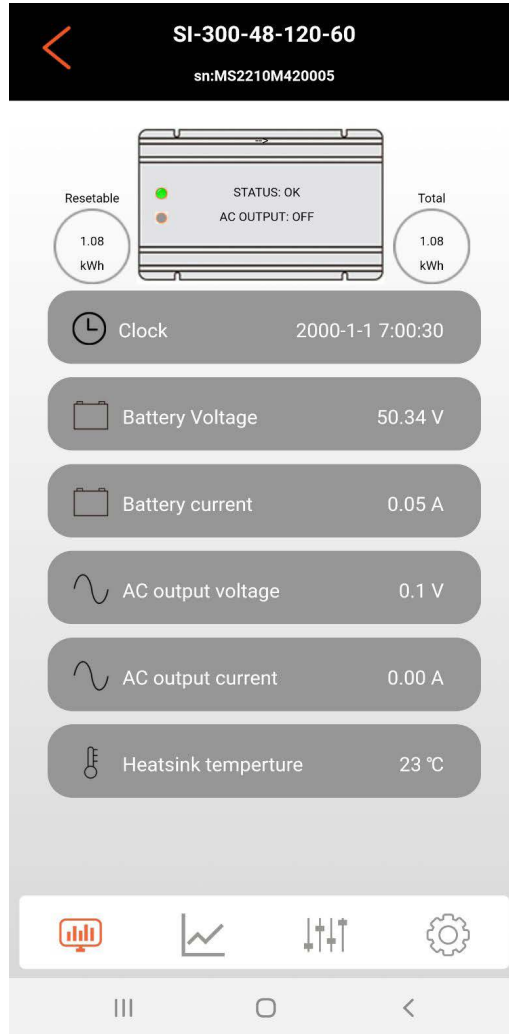 SI-300-48-120-60
sn:MS2210M420005
-->
STATUS: OK
AC OUTPUT: OFF
Resetable
1.08
kWh
Total
1.08
kWh
Clock 2000-1-1 7:00:30
Battery Voltage 50.34 V
Battery current 0.05 A
AC output voltage 0.1 V
AC output current 0.00 A
Heatsink temperture 23 ℃